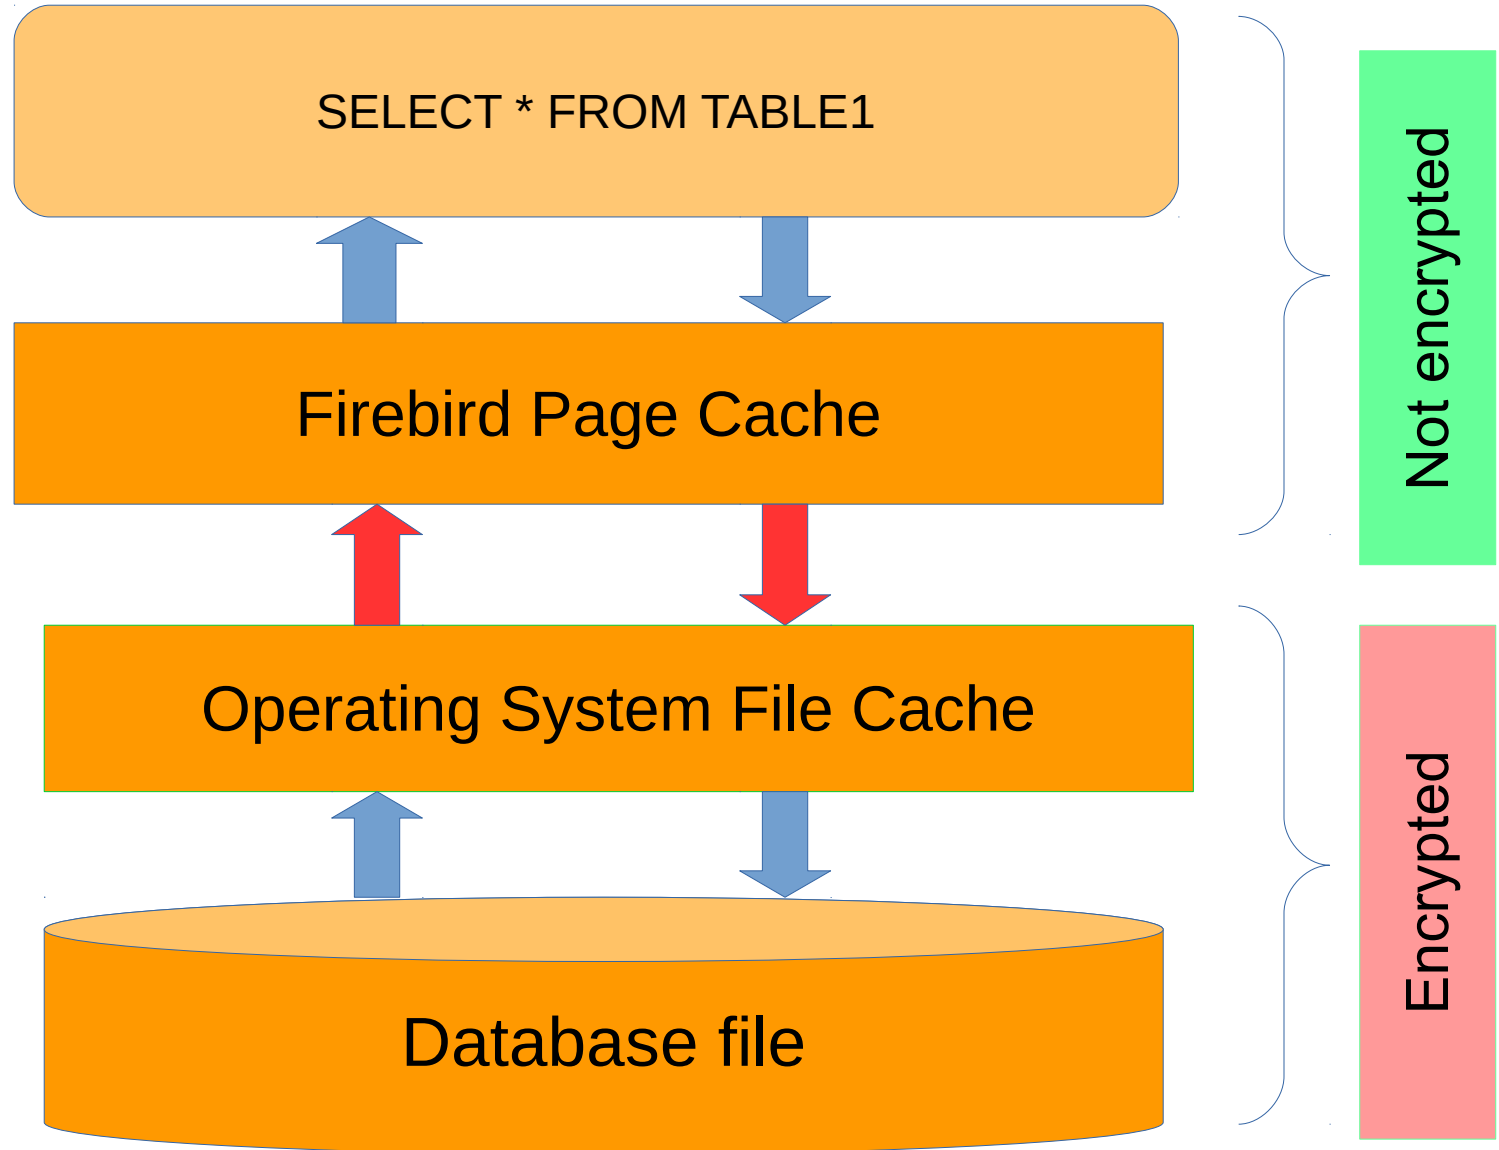 SELECT * FROM TABLE1
Not encrypted
Firebird Page Cache
Operating System File Cache
Encrypted
Database file